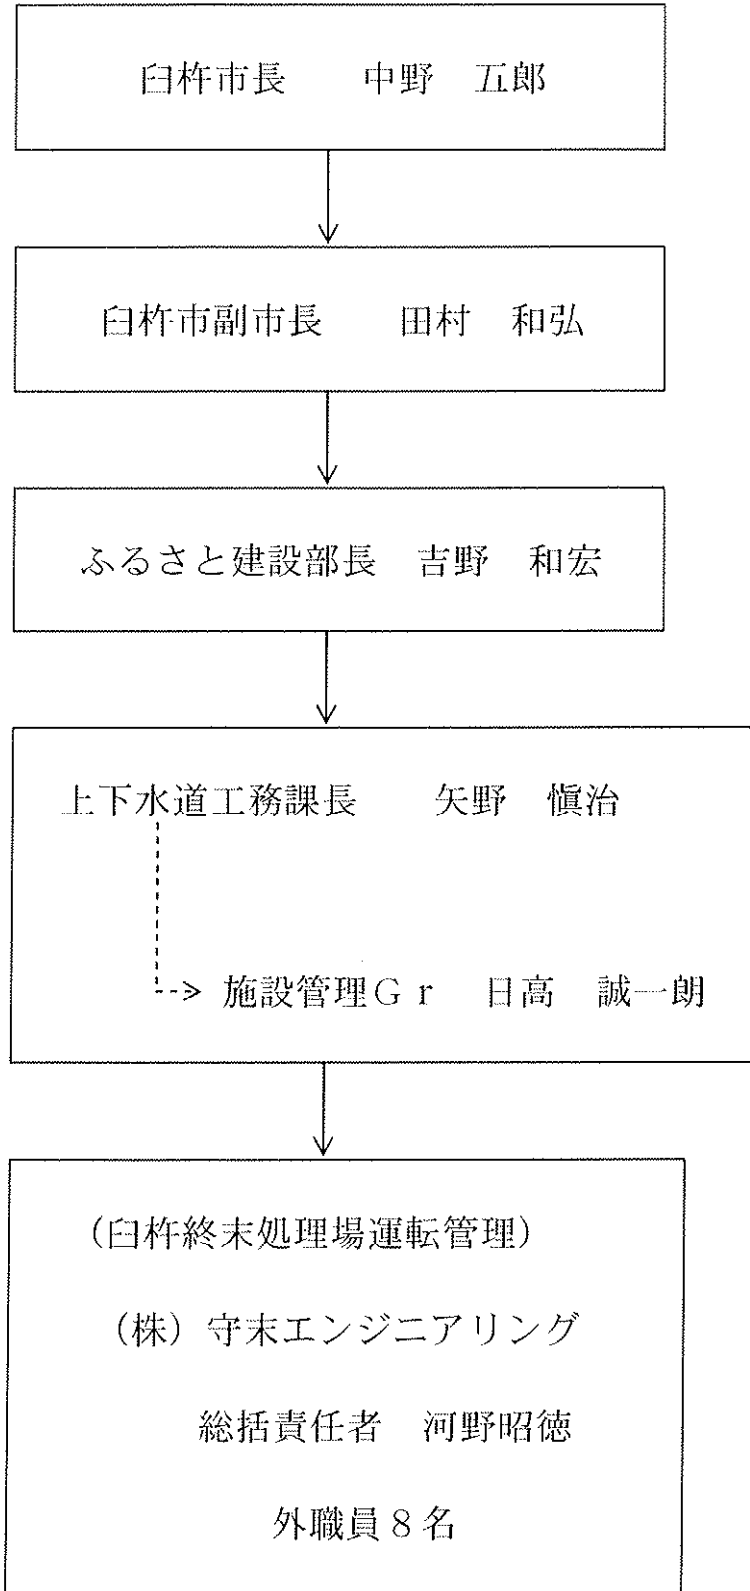 臼杵市長　　中野　五郎
臼杵市副市長　　田村　和弘
ふるさと建設部長　吉野　和宏
上下水道工務課長　　矢野　愼治
施設管理Ｇｒ　日高　誠一朗
（臼杵終末処理場運転管理）
（株）守末エンジニアリング
総括責任者　河野昭徳
外職員８名